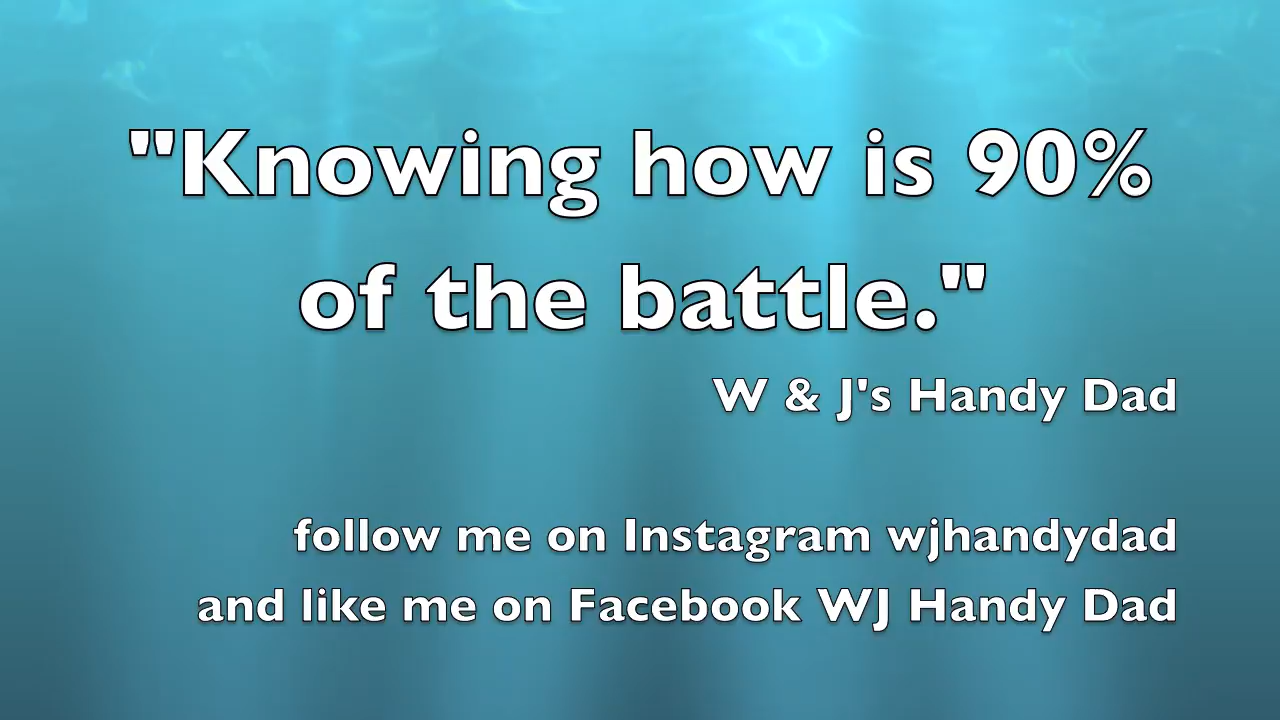 "Knowing how is 90%
of the battle."
W & J's Handy Dad
follow me on Instagram wjhandydad
and like me on Facebook WJ Handy Dad